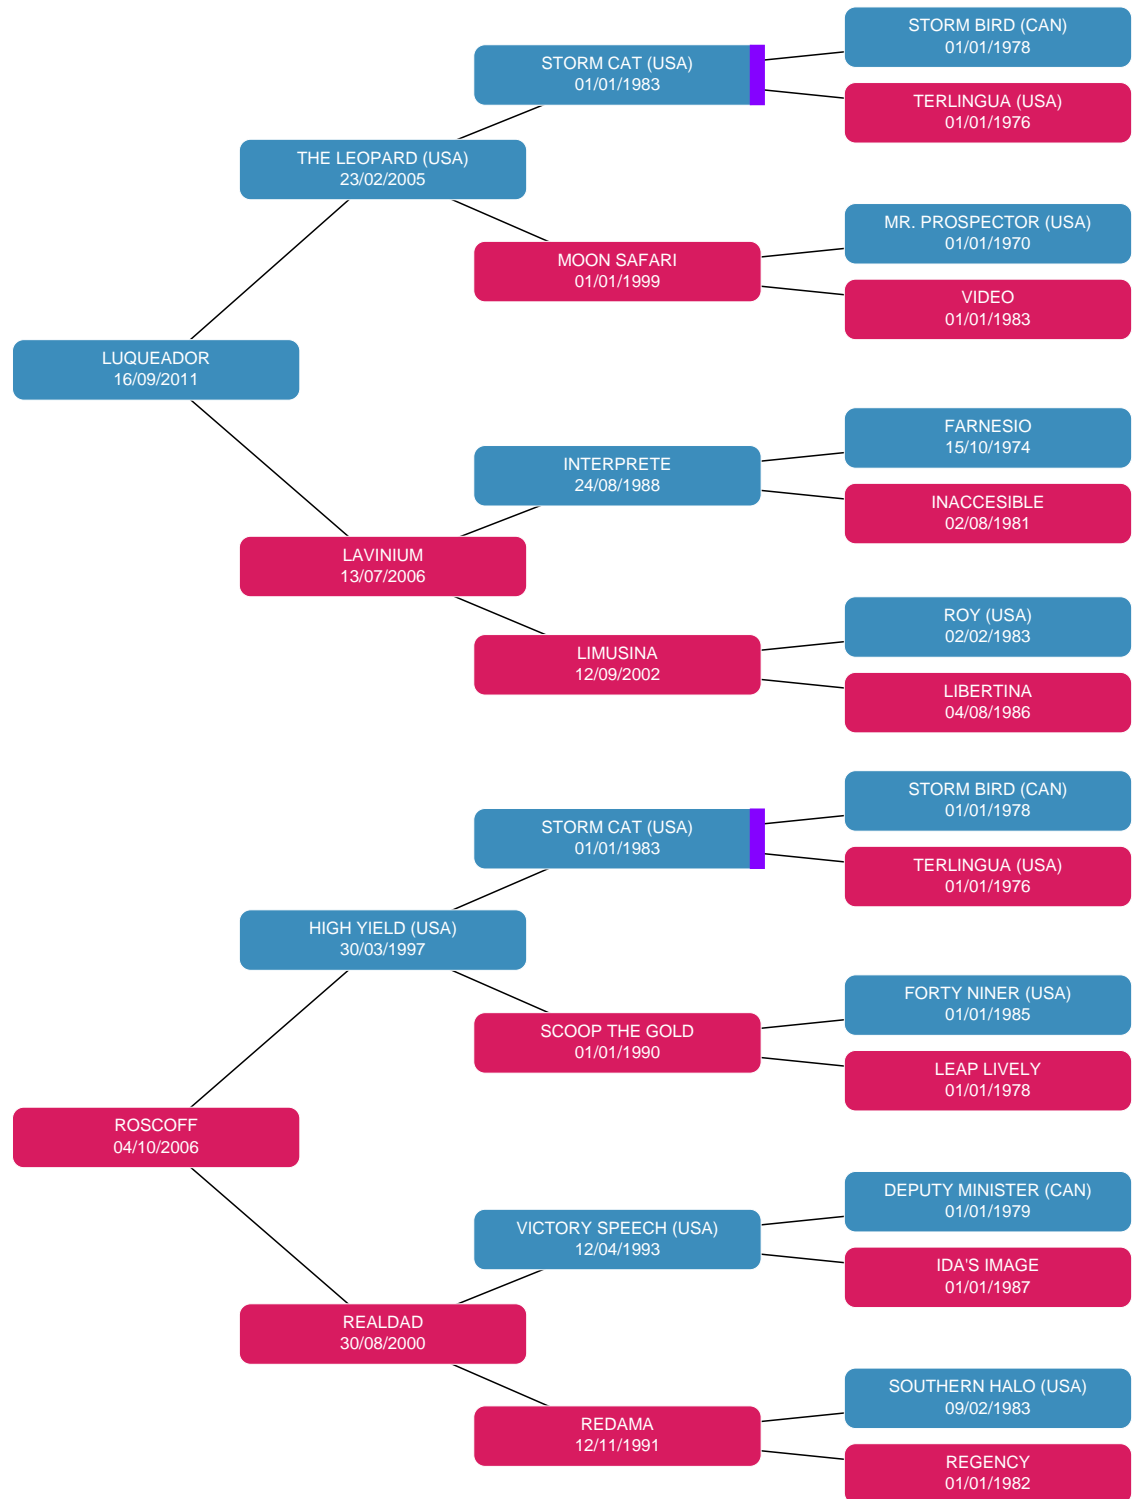 STORM BIRD (CAN)
01/01/1978
STORM CAT (USA)
01/01/1983
TERLINGUA (USA)
01/01/1976
THE LEOPARD (USA)
23/02/2005
MR. PROSPECTOR (USA)
01/01/1970
MOON SAFARI
01/01/1999
VIDEO
01/01/1983
LUQUEADOR
16/09/2011
FARNESIO
15/10/1974
INTERPRETE
24/08/1988
INACCESIBLE
02/08/1981
LAVINIUM
13/07/2006
ROY (USA)
02/02/1983
LIMUSINA
12/09/2002
LIBERTINA
04/08/1986
STORM BIRD (CAN)
01/01/1978
STORM CAT (USA)
01/01/1983
TERLINGUA (USA)
01/01/1976
HIGH YIELD (USA)
30/03/1997
FORTY NINER (USA)
01/01/1985
SCOOP THE GOLD
01/01/1990
LEAP LIVELY
01/01/1978
ROSCOFF
04/10/2006
DEPUTY MINISTER (CAN)
01/01/1979
VICTORY SPEECH (USA)
12/04/1993
IDA'S IMAGE
01/01/1987
REALDAD
30/08/2000
SOUTHERN HALO (USA)
09/02/1983
REDAMA
12/11/1991
REGENCY
01/01/1982